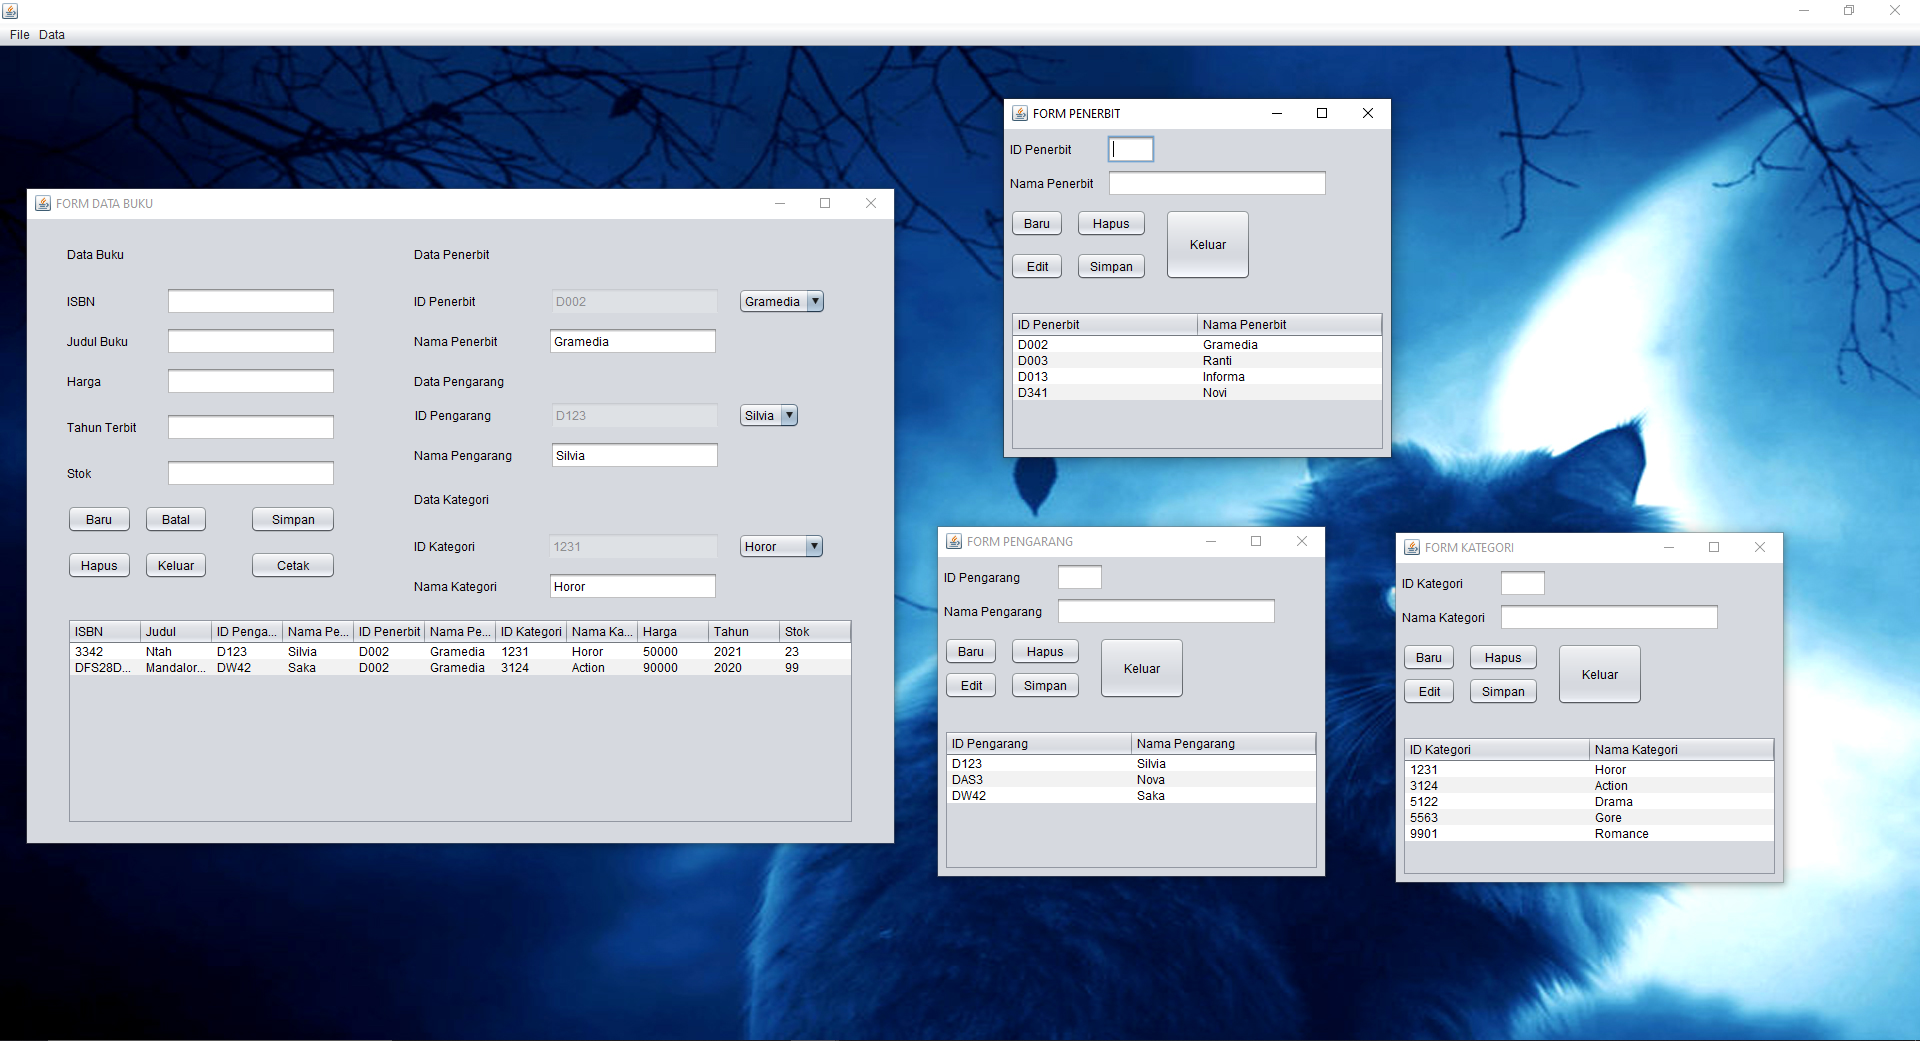 File Data
FORM DATA BUKU
Data Buku
ISBN
Judul Buku
Harga
Tahun Terbit
Stok
Baru Batal Simpan
Hapus Keluar Cetak
Data Penerbit
ID Penerbit D002 Gramedia
Nama Penerbit Gramedia
Data Pengarang
ID Pengarang D123 Silvia
Nama Pengarang Silvia
Data Kategori
ID Kategori 1231 Horor
Nama Kategori Horor
ISBN Judul ID Penga... Nama Pe... ID Penerbit Nama Pe... ID Kategori Nama Ka... Harga Tahun Stok
3342 Ntah D123 Silvia D002 Gramedia 1231 Horor 50000 2021 23
DFS28D... Mandalor... DW42 Saka D002 Gramedia 3124 Action 90000 2020 99
FORM PENERBIT
ID Penerbit
Nama Penerbit
Baru Hapus Keluar
Edit Simpan
ID Penerbit Nama Penerbit
D002 Gramedia
D003 Ranti
D013 Informa
D341 Novi
FORM PENGARANG
ID Pengarang
Nama Pengarang
Baru Hapus Keluar
Edit Simpan
ID Pengarang Nama Pengarang
D123 Silvia
DAS3 Nova
DW42 Saka
FORM KATEGORI
ID Kategori
Nama Kategori
Baru Hapus Keluar
Edit Simpan
ID Kategori Nama Kategori
1231 Horor
3124 Action
5122 Drama
5563 Gore
9901 Romance